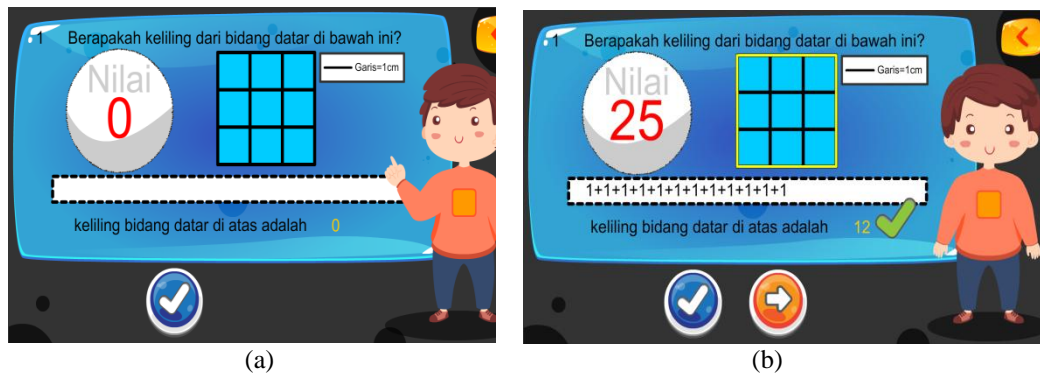 1 Berapakah keliling dari bidang datar di bawah ini?
Nilai
0
Garis=1cm
keliling bidang datar di atas adalah 0
(a)
1 Berapakah keliling dari bidang datar di bawah ini?
Nilai
25
Garis=1cm
1+1+1+1+1+1+1+1+1+1+1+1
keliling bidang datar di atas adalah 12
(b)